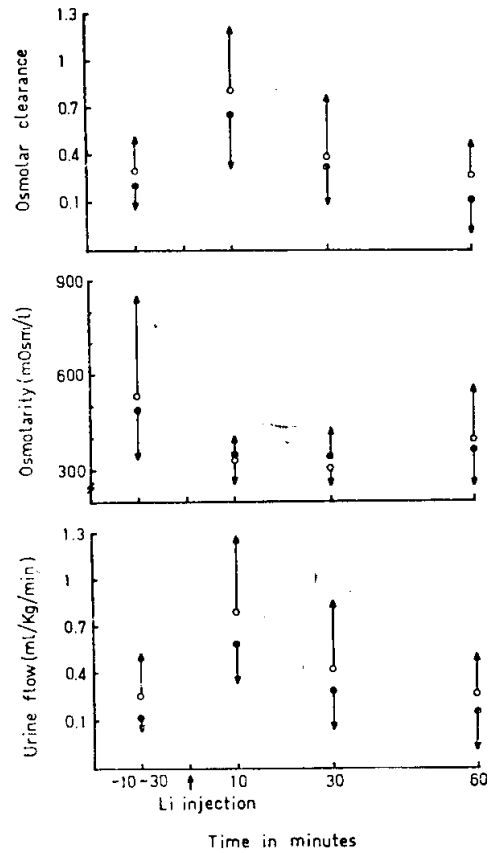 1.3
1
0.7
0.4
0.1
Osmolar clearance
900
600
300
Osmolarity (mOsm/l)
1.3
1
0.7
0.4
0.1
Urine flow (ml/Kg/min)
-10-30 10 30 60
Li injection
Time in minutes